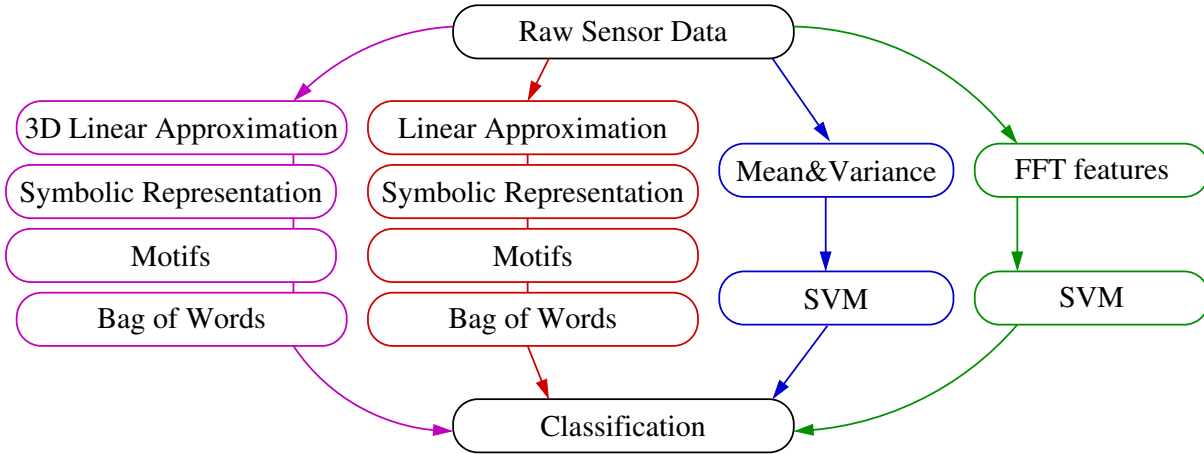 Raw Sensor Data
3D Linear Approximation
Symbolic Representation
Motifs
Bag of Words
Linear Approximation
Symbolic Representation
Motifs
Bag of Words
Mean&Variance
SVM
FFT features
SVM
Classification